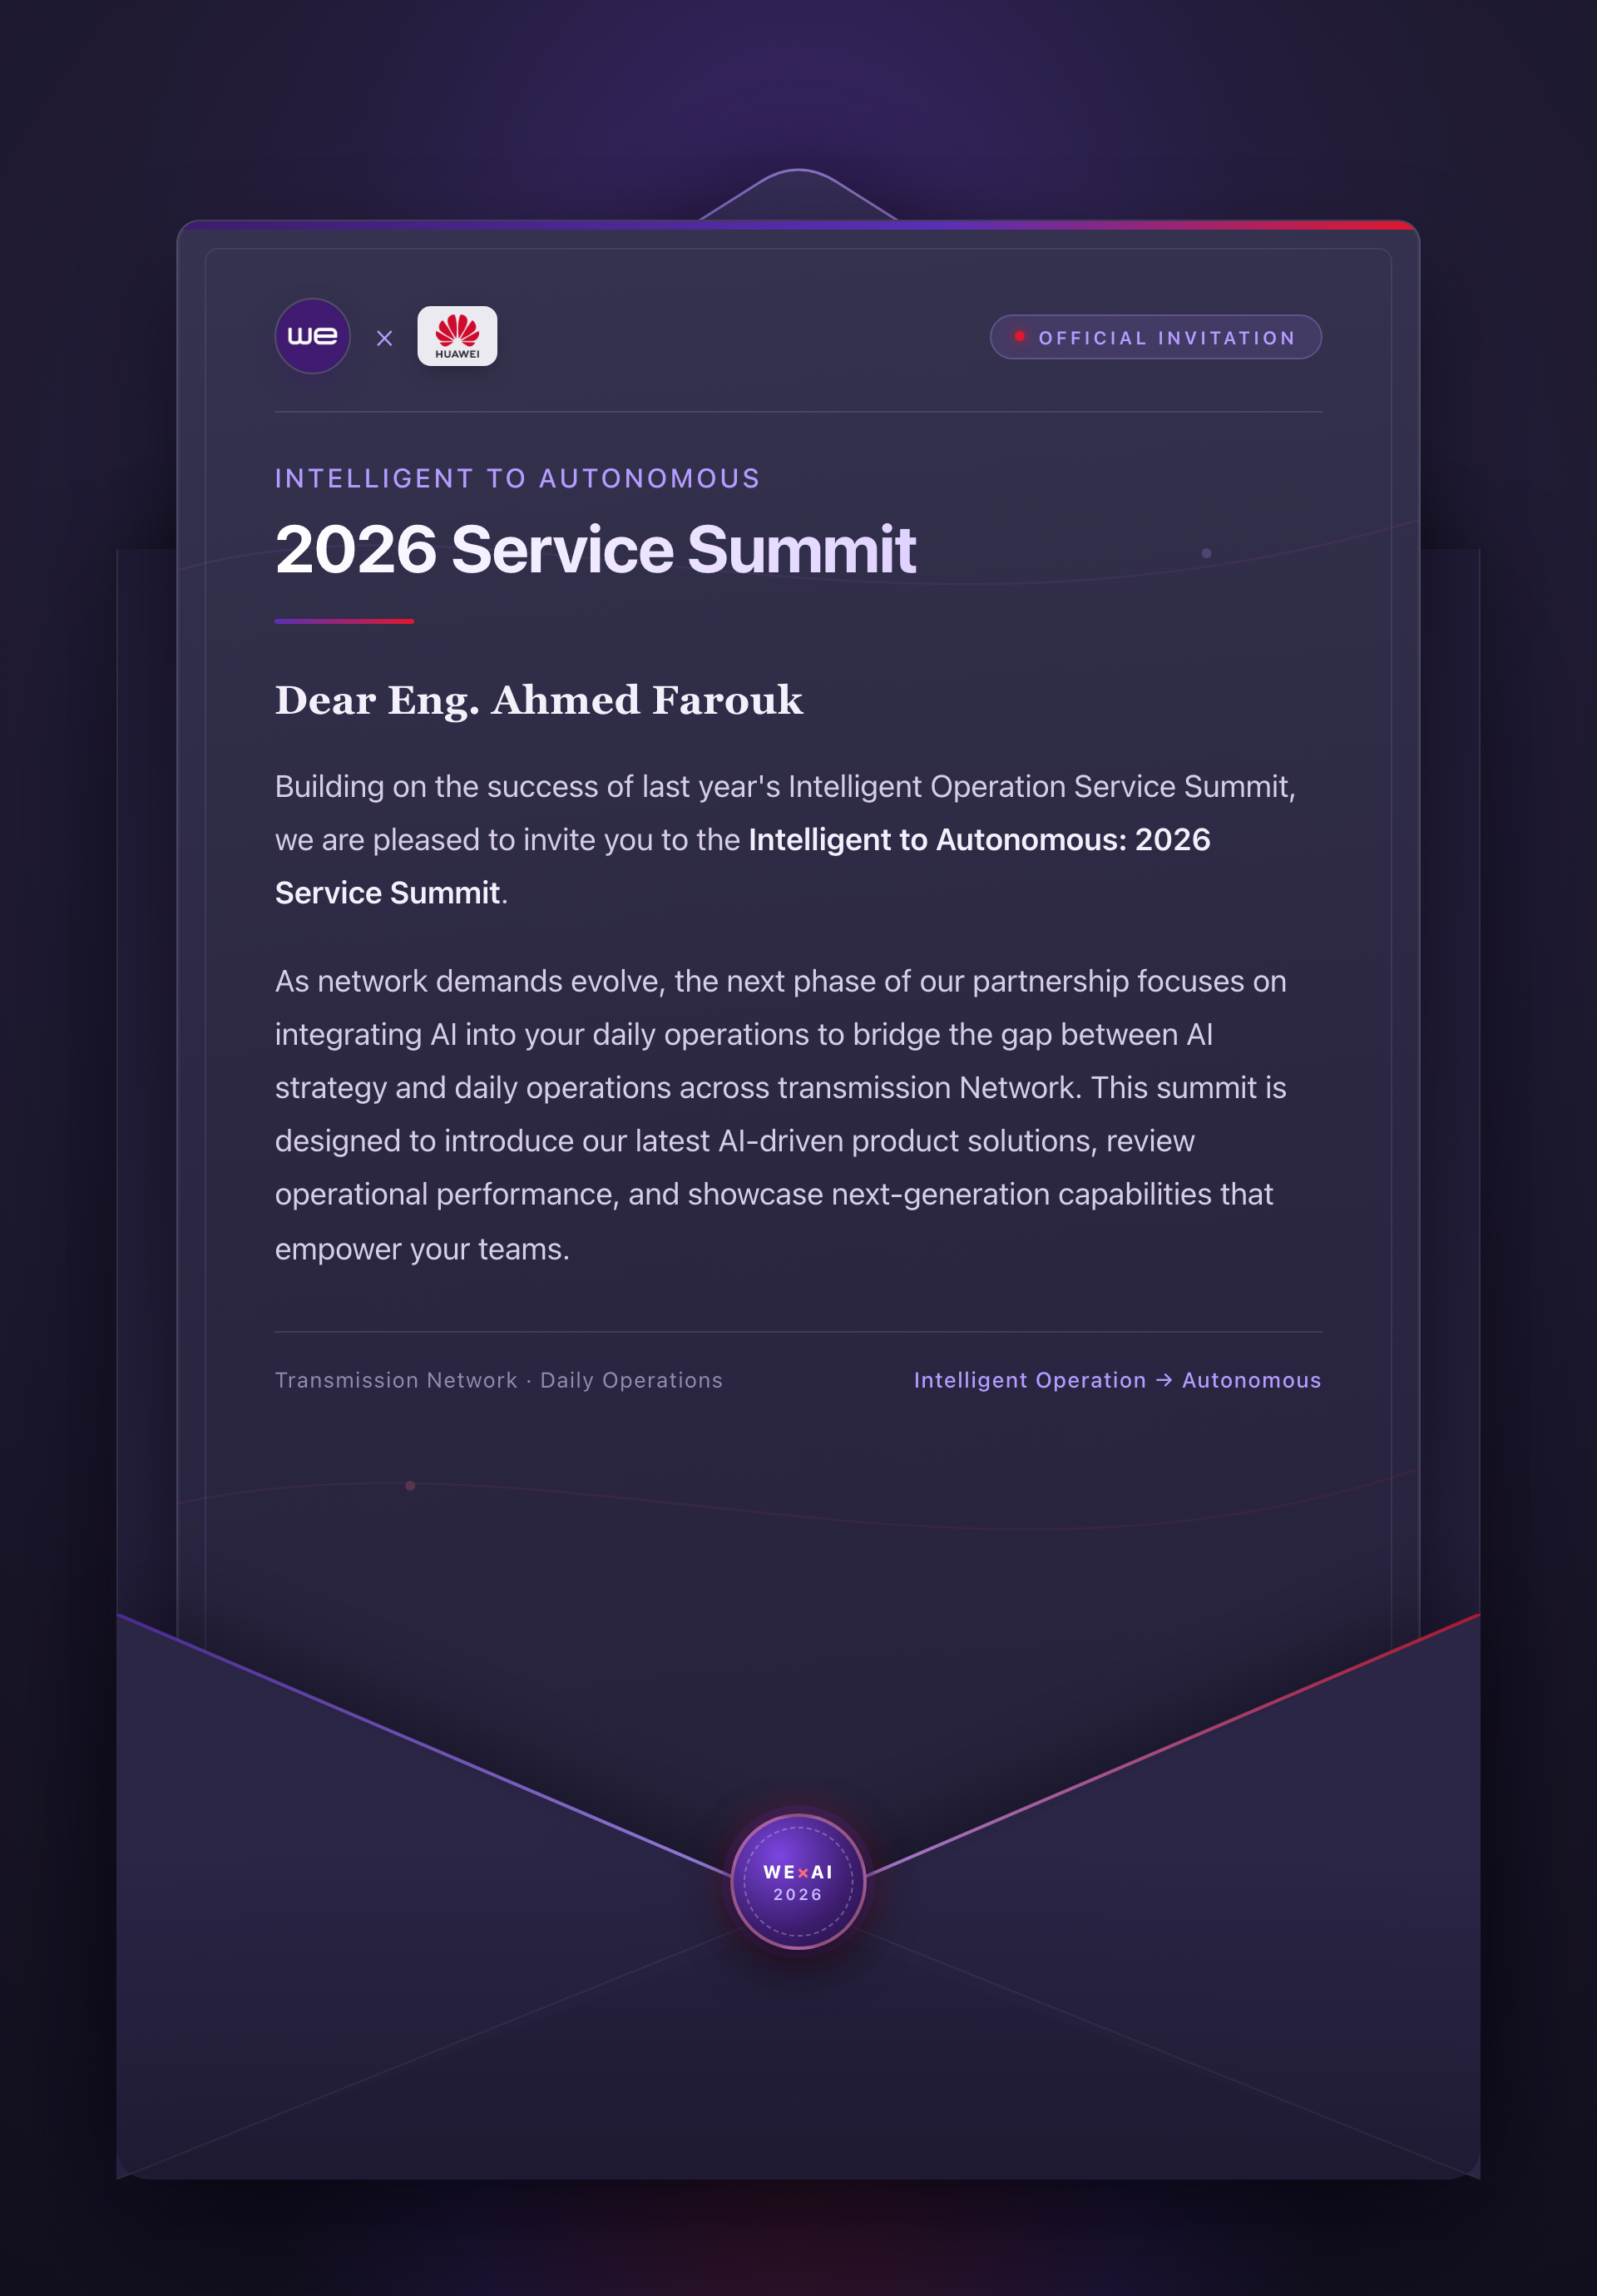 we × HUAWEI
OFFICIAL INVITATION
INTELLIGENT TO AUTONOMOUS
2026 Service Summit
Dear Eng. Ahmed Farouk
Building on the success of last year's Intelligent Operation Service Summit,
we are pleased to invite you to the Intelligent to Autonomous: 2026
Service Summit.
As network demands evolve, the next phase of our partnership focuses on
integrating AI into your daily operations to bridge the gap between AI
strategy and daily operations across transmission Network. This summit is
designed to introduce our latest AI-driven product solutions, review
operational performance, and showcase next-generation capabilities that
empower your teams.
Transmission Network · Daily Operations
Intelligent Operation → Autonomous
WE×AI
2026